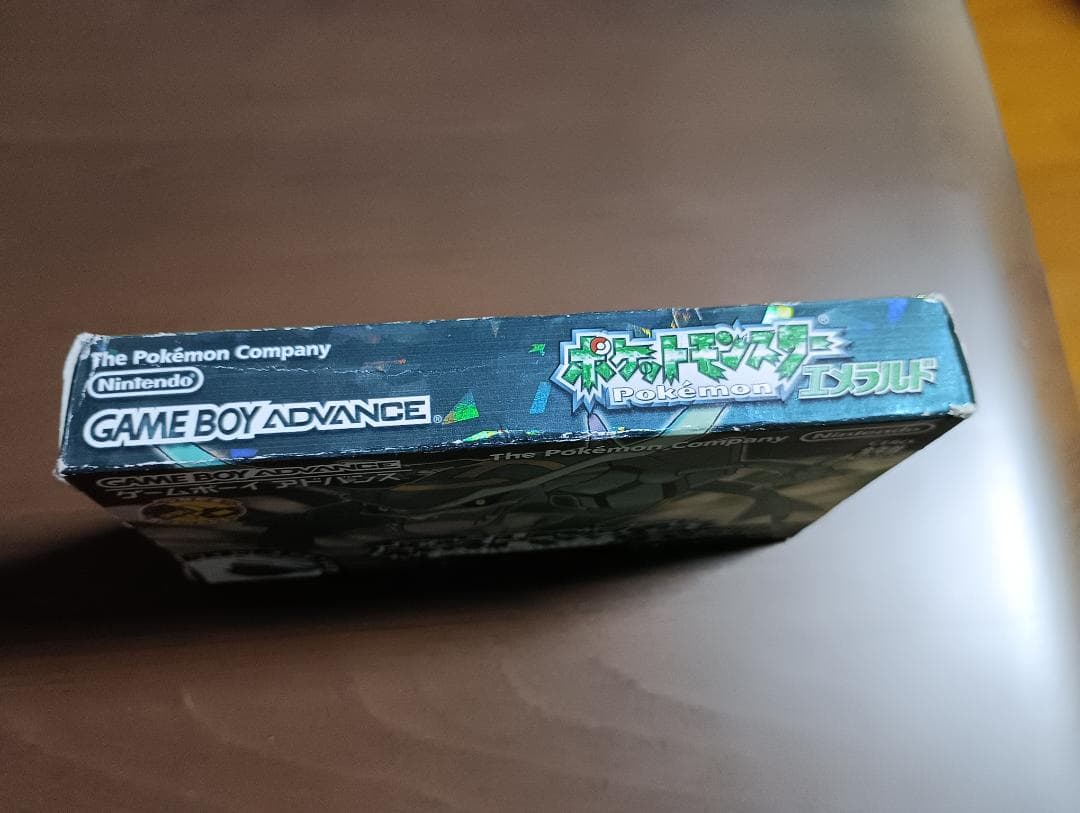 The Pokémon Company
Nintendo®
GAME BOY ADVANCE®
ポケットモンスター®
Pokémon
エメラルド
The Pokémon Company
Nintendo
GAME BOY ADVANCE
ゲームボーイ アドバンス